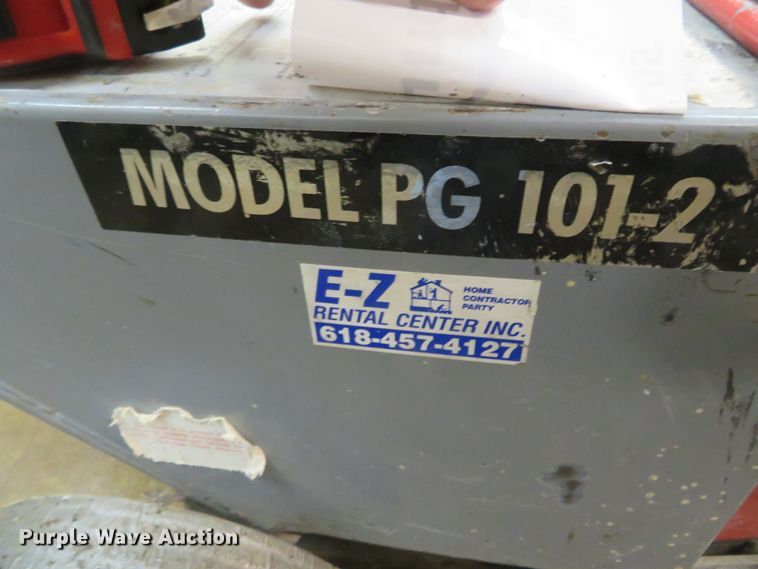 MODEL PG 101-2
E-Z
HOME
CONTRACTOR
PARTY
RENTAL CENTER INC.
618-457-4127
Purple Wave Auction